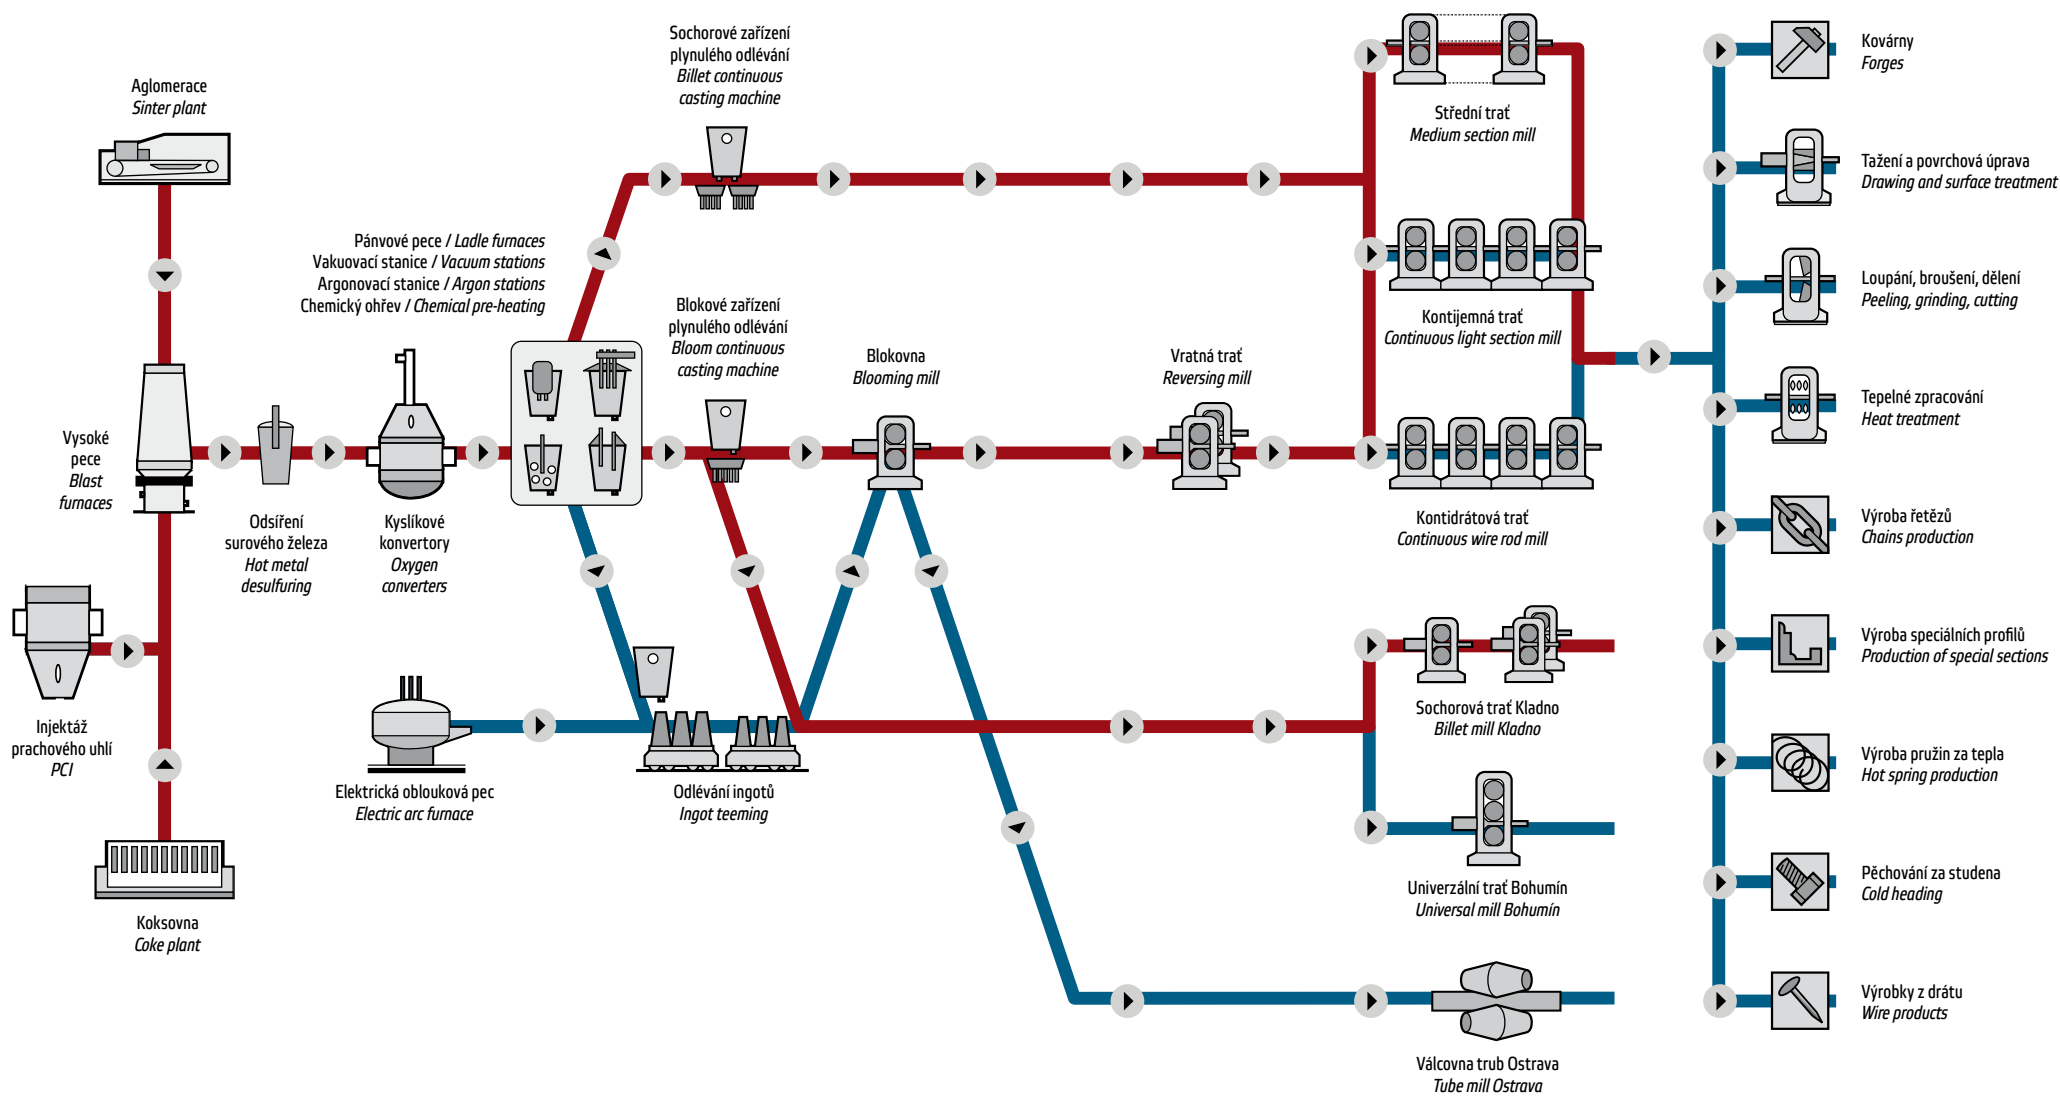 Aglomerace
Sinter plant
Sochorové zařízení
plynulého odlévání
Billet continuous
casting machine
Pánvové pece / Ladle furnaces
Vakuovací stanice / Vacuum stations
Argonovací stanice / Argon stations
Chemický ohřev / Chemical pre-heating
Blokové zařízení
plynulého odlévání
Bloom continuous
casting machine
Blokovna
Blooming mill
Vratná trať
Reversing mill
Střední trať
Medium section mill
Kontijemná trať
Continuous light section mill
Kontidrátová trať
Continuous wire rod mill
Vysoké
pece
Blast
furnaces
Odsíření
surového železa
Hot metal
desulfuring
Kyslíkové
konvertory
Oxygen
converters
Injektáž
prachového uhlí
PCI
Koksovna
Coke plant
Elektrická oblouková pec
Electric arc furnace
Odlévání ingotů
Ingot teeming
Sochorová trať Kladno
Billet mill Kladno
Univerzální trať Bohumín
Universal mill Bohumín
Válcovna trub Ostrava
Tube mill Ostrava
Kovárny
Forges
Tažení a povrchová úprava
Drawing and surface treatment
Loupání, broušení, dělení
Peeling, grinding, cutting
Tepelné zpracování
Heat treatment
Výroba řetězů
Chains production
Výroba speciálních profilů
Production of special sections
Výroba pružin za tepla
Hot spring production
Pěchování za studena
Cold heading
Výrobky z drátu
Wire products